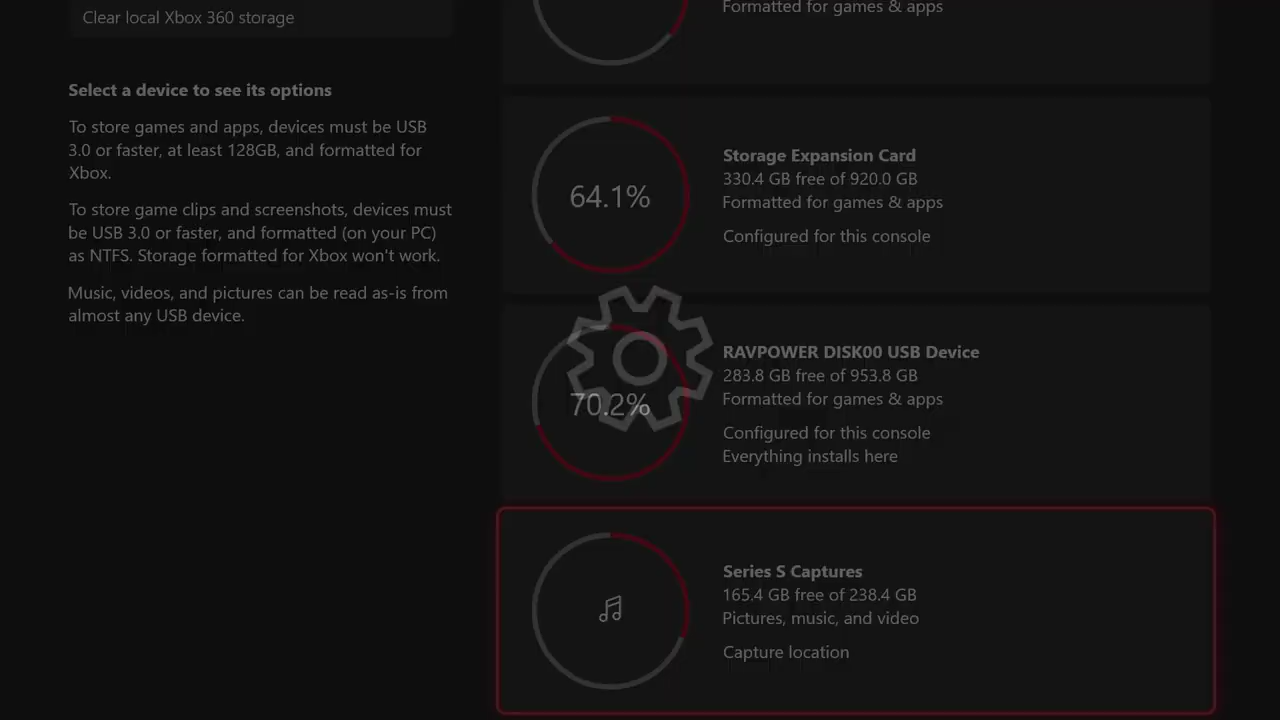 Clear local Xbox 360 storage
Select a device to see its options
To store games and apps, devices must be USB
3.0 or faster, at least 128GB, and formatted for
Xbox.
To store game clips and screenshots, devices must
be USB 3.0 or faster, and formatted (on your PC)
as NTFS. Storage formatted for Xbox won't work.
Music, videos, and pictures can be read as-is from
almost any USB device.
Formatted for games & apps
64.1%
Storage Expansion Card
330.4 GB free of 920.0 GB
Formatted for games & apps
Configured for this console
70.2%
RAVPOWER DISK00 USB Device
283.8 GB free of 953.8 GB
Formatted for games & apps
Configured for this console
Everything installs here
Series S Captures
165.4 GB free of 238.4 GB
Pictures, music, and video
Capture location